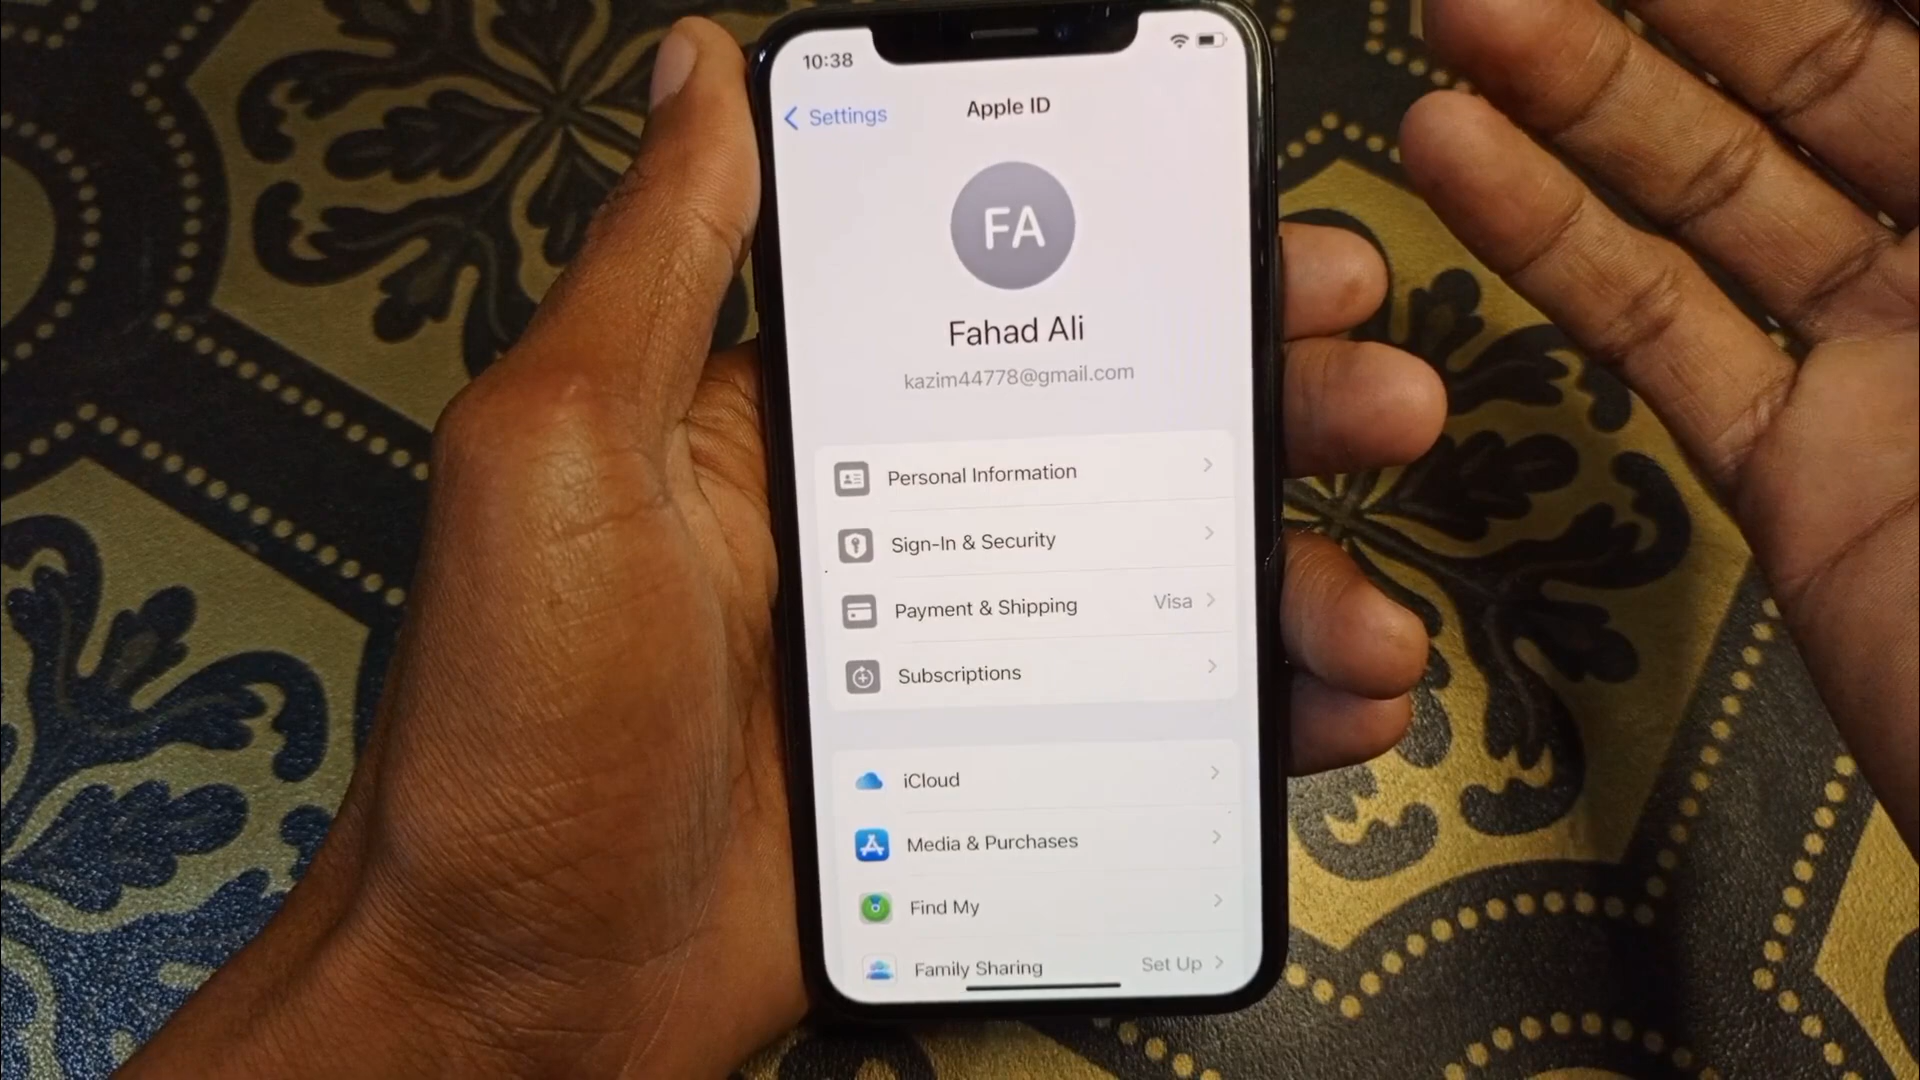 10:38
Settings
Apple ID
FA
Fahad Ali
kazim44778@gmail.com
Personal Information
Sign-In & Security
Payment & Shipping Visa
Subscriptions
iCloud
Media & Purchases
Find My
Family Sharing Set Up